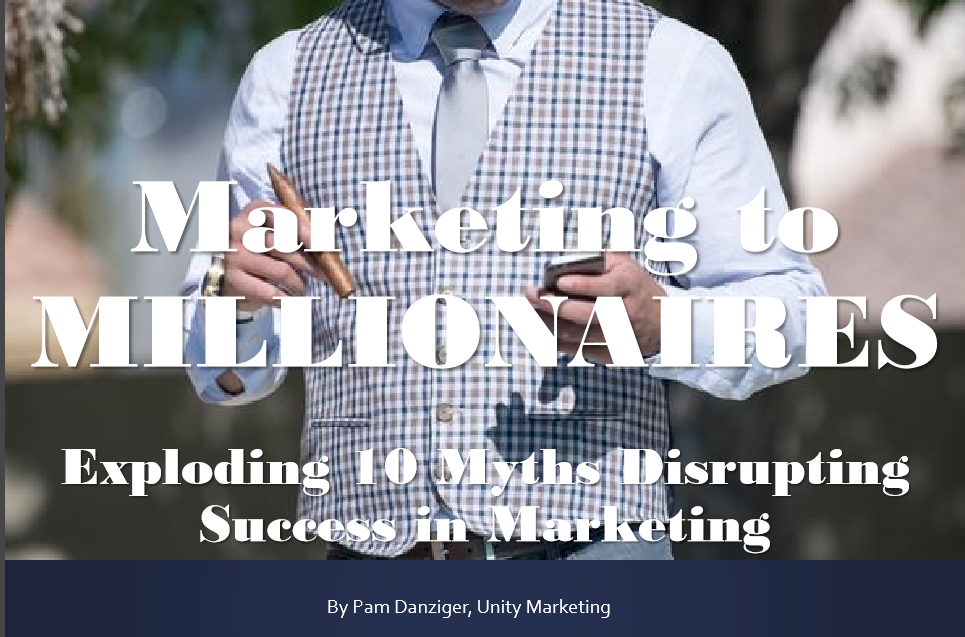 Marketing to
MILLIONAIRES
Exploding 10 Myths Disrupting
Success in Marketing
By Pam Danziger, Unity Marketing